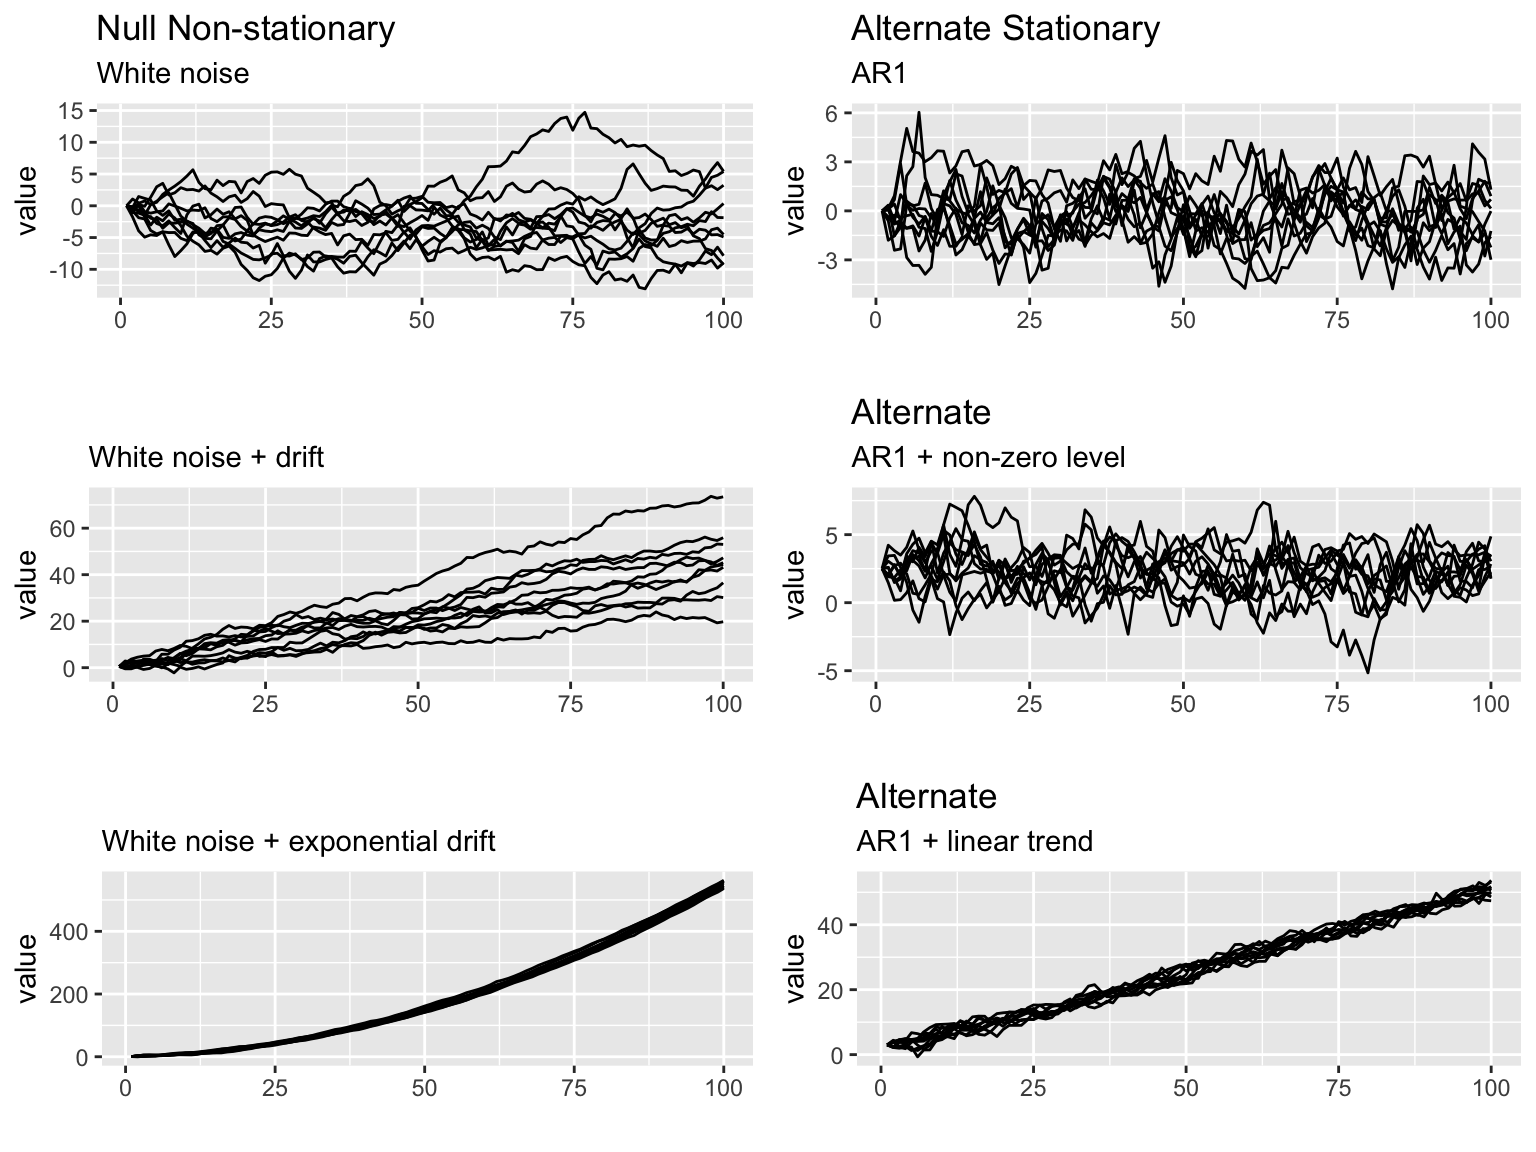 Null Non-stationary
White noise
value
15
10
5
0
-5
-10
0 25 50 75 100
Alternate Stationary
AR1
value
6
3
0
-3
0 25 50 75 100
White noise + drift
value
60
40
20
0
0 25 50 75 100
Alternate
AR1 + non-zero level
value
5
0
-5
0 25 50 75 100
White noise + exponential drift
value
400
200
0
0 25 50 75 100
Alternate
AR1 + linear trend
value
40
20
0
0 25 50 75 100